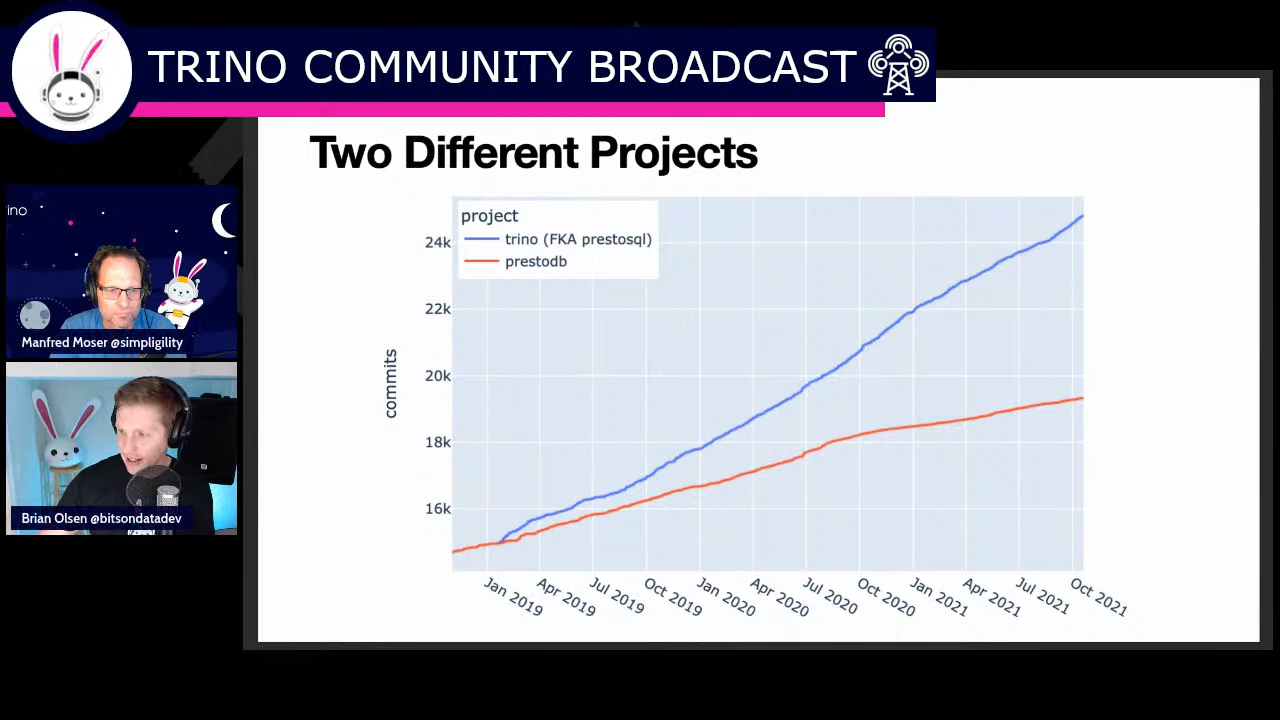 TRINO COMMUNITY BROADCAST
Two Different Projects
project
trino (FKA prestosql)
prestodb
24k
22k
20k
18k
16k
commits
Jan 2019
Apr 2019
Jul 2019
Oct 2019
Jan 2020
Apr 2020
Jul 2020
Oct 2020
Jan 2021
Apr 2021
Jul 2021
Oct 2021
ino
Manfred Moser @simpligility
Brian Olsen @bitsondatadev